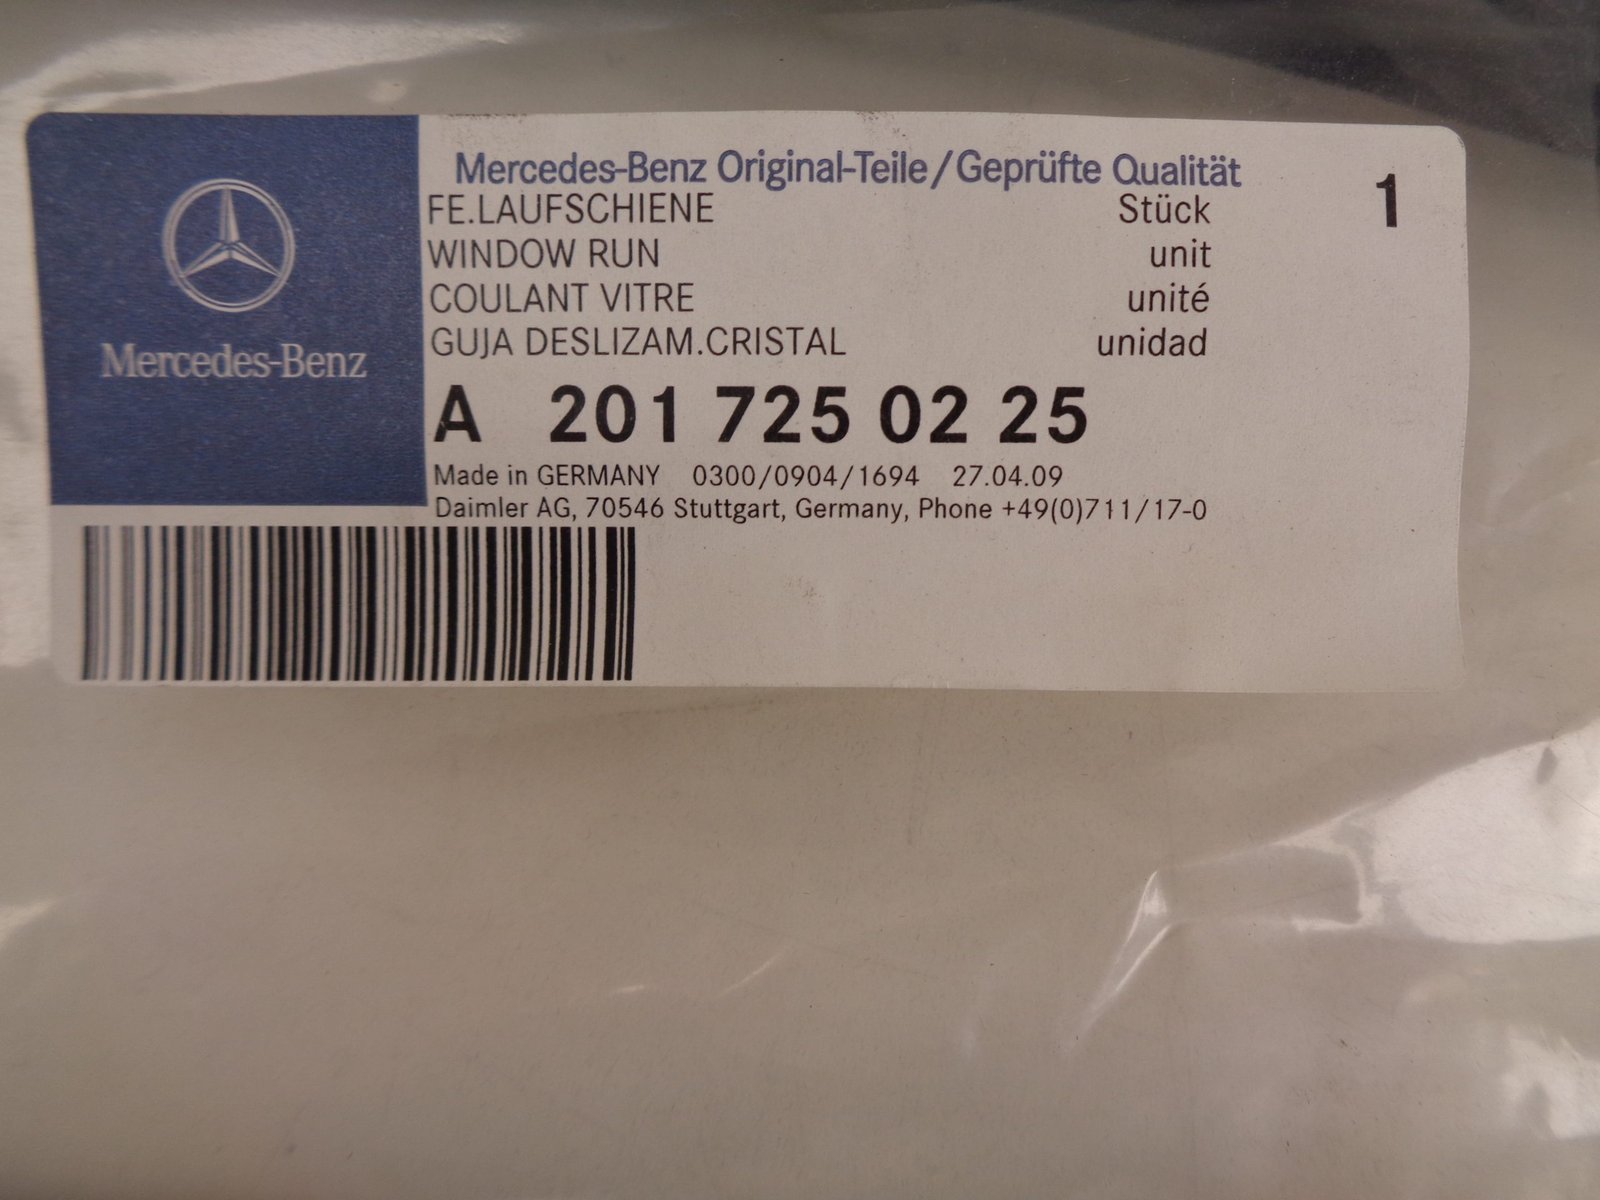 Mercedes-Benz
Mercedes-Benz Original-Teile/Geprüfte Qualität
FE.LAUFSCHIENE Stück 1
WINDOW RUN unit
COULANT VITRE unité
GUJA DESLIZAM.CRISTAL unidad
A 201 725 02 25
Made in GERMANY 0300/0904/1694 27.04.09
Daimler AG, 70546 Stuttgart, Germany, Phone +49(0)711/17-0